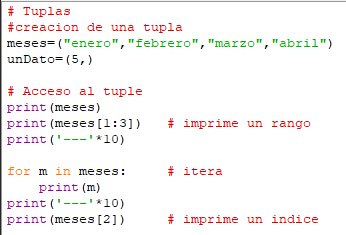 # Tuplas
#creacion de una tupla
meses=("enero","febrero","marzo","abril")
unDato=(5,)

# Acceso al tuple
print(meses)
print(meses[1:3])   # imprime un rango
print('---'*10)

for m in meses:     # itera
    print(m)
print('---'*10)
print(meses[2])     # imprime un indice